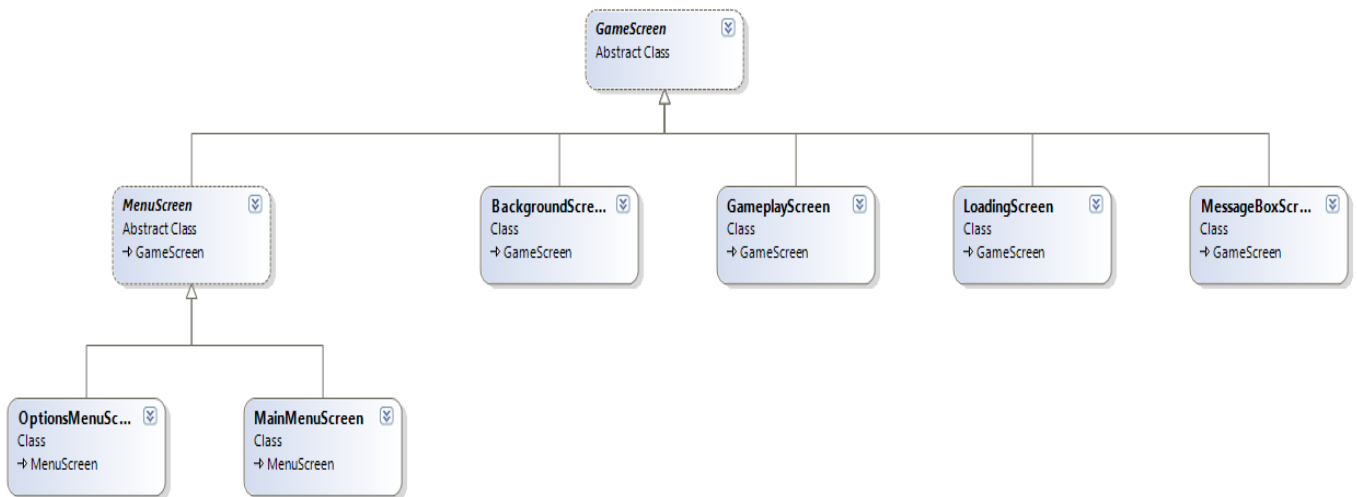 GameScreen
Abstract Class
MenuScreen
Abstract Class
GameScreen
BackgroundScre...
Class
GameScreen
GameplayScreen
Class
GameScreen
LoadingScreen
Class
GameScreen
MessageBoxScr...
Class
GameScreen
OptionsMenuSc...
Class
MenuScreen
MainMenuScreen
Class
MenuScreen